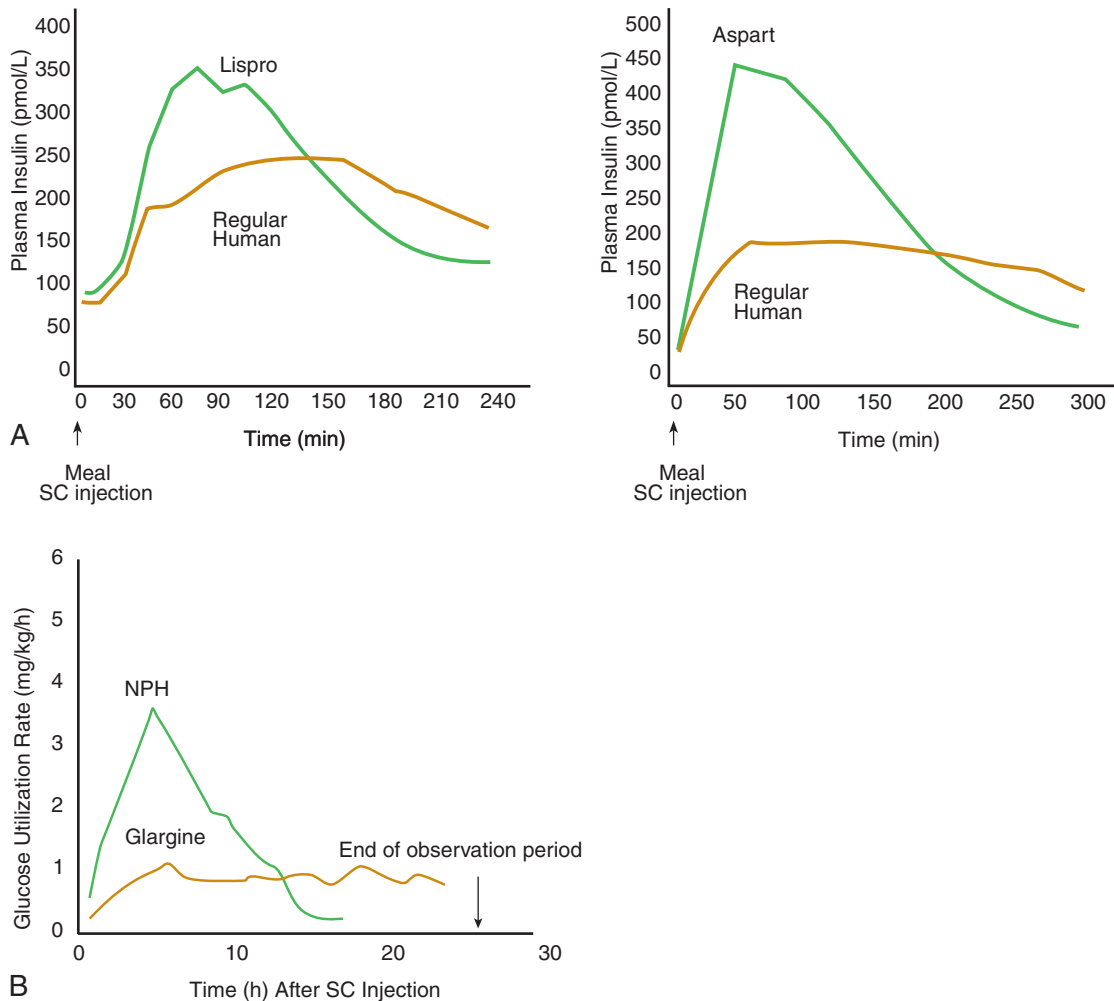 Plasma Insulin (pmol/L)
400
350
300
250
200
150
100
50
0
Lispro
Regular
Human
0 30 60 90 120 150 180 210 240
Time (min)
A
Meal
SC injection
Plasma Insulin (pmol/L)
500
450
400
350
300
250
200
150
100
50
0
Aspart
Regular
Human
0 50 100 150 200 250 300
Time (min)
Meal
SC injection
Glucose Utilization Rate (mg/kg/h)
6
5
4
3
2
1
0
NPH
Glargine
End of observation period
0 10 20 30
B
Time (h) After SC Injection